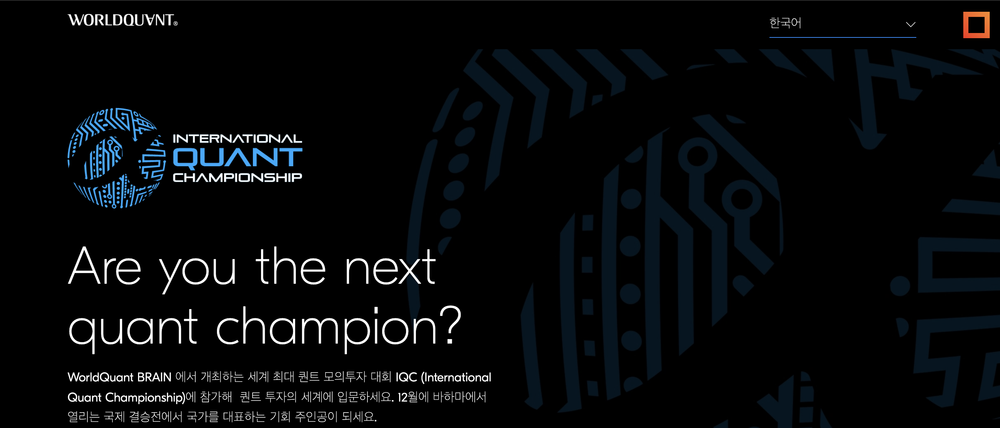 WORLDQUANT®
한국어
INTERNATIONAL
QUANT
CHAMPIONSHIP
Are you the next
quant champion?
WorldQuant BRAIN 에서 개최하는 세계 최대 퀀트 모의투자 대회 IQC (International
Quant Championship)에 참가해  퀀트 투자의 세계에 입문하세요. 12월에 바하마에서
열리는 국제 결승전에서 국가를 대표하는 기회 주인공이 되세요.